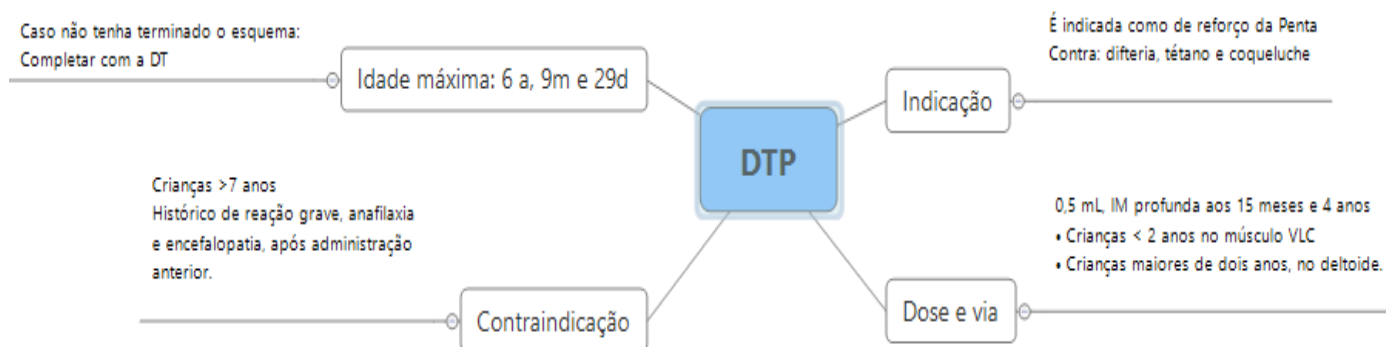 Caso não tenha terminado o esquema:
Completar com a DT
Idade máxima: 6 a, 9m e 29d
É indicada como de reforço da Penta
Contra: difteria, tétano e coqueluche
Indicação
DTP
Crianças >7 anos
Histórico de reação grave, anafilaxia
e encefalopatia, após administração
anterior.
Contraindicação
0,5 mL, IM profunda aos 15 meses e 4 anos
• Crianças < 2 anos no músculo VLC
• Crianças maiores de dois anos, no deltoide.
Dose e via